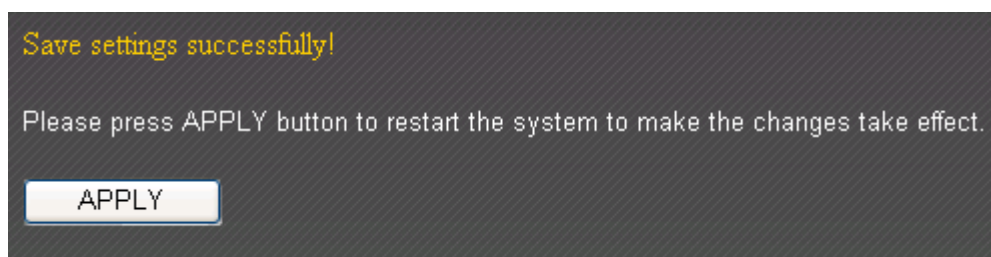 Save settings successfully!
Please press APPLY button to restart the system to make the changes take effect.
APPLY